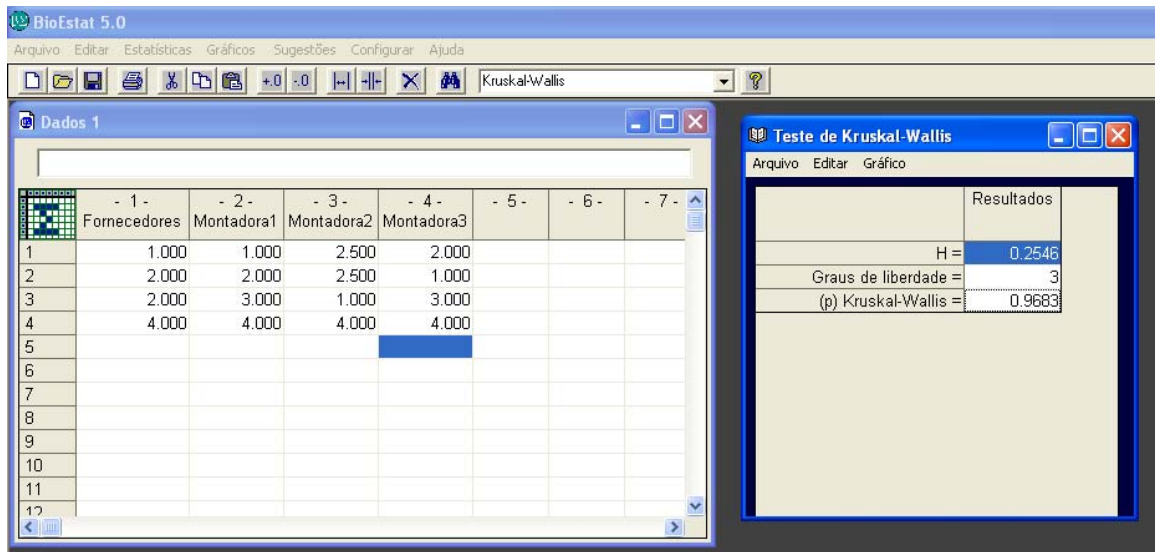 BioEstat 5.0
Arquivo Editar Estatísticas Gráficos Sugestões Configurar Ajuda
+.0 -.0 Kruskal-Wallis ?
Dados 1
- 1 - - 2 - - 3 - - 4 - - 5 - - 6 - - 7 -
Fornecedores Montadora1 Montadora2 Montadora3
1 1.000 1.000 2.500 2.000
2 2.000 2.000 2.500 1.000
3 2.000 3.000 1.000 3.000
4 4.000 4.000 4.000 4.000
5
6
7
8
9
10
11
12
Teste de Kruskal-Wallis
Arquivo Editar Gráfico
Resultados
H = 0.2546
Graus de liberdade = 3
(p) Kruskal-Wallis = 0.9683